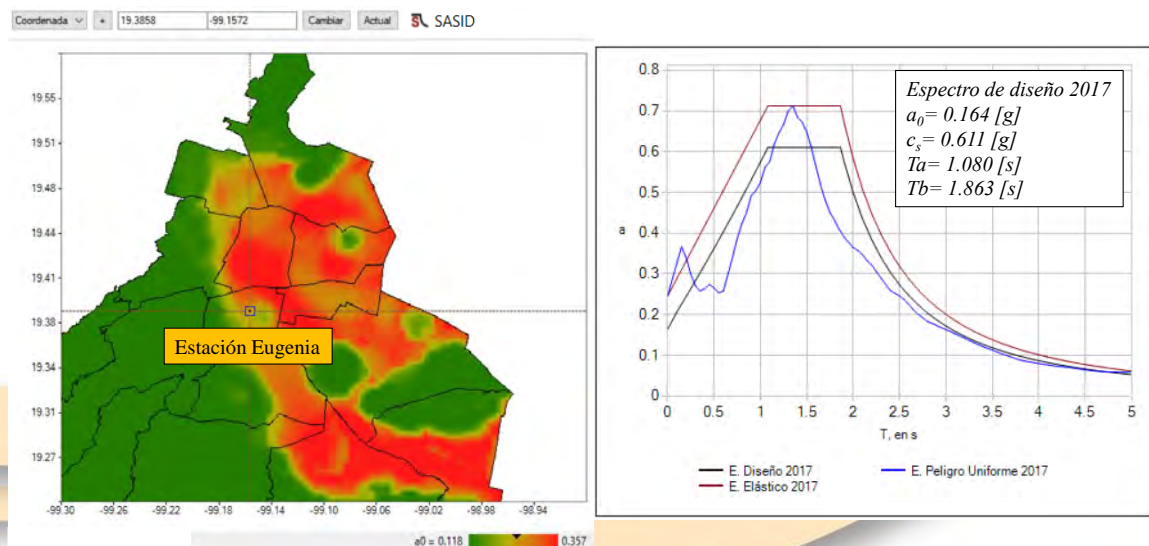 Coordenada + 19.3858 -99.1572 Cambiar Actual SASID
19.55
19.51
19.48
19.44
19.41
19.38
19.34
19.31
19.27
Estación Eugenia
-99.30 -99.26 -99.22 -99.19 -99.14 -99.10 -99.06 -99.02 -98.98 -98.94
a0 = 0.118 0.357
0.8
0.7
0.6
0.5
0.4
0.3
0.2
0.1
0
a
Espectro de diseño 2017
a0= 0.164 [g]
cs= 0.611 [g]
Ta= 1.080 [s]
Tb= 1.863 [s]
0 0.5 1 1.5 2 2.5 3 3.5 4 4.5 5
T, en s
E. Diseño 2017 E. Peligro Uniforme 2017
E. Elástico 2017